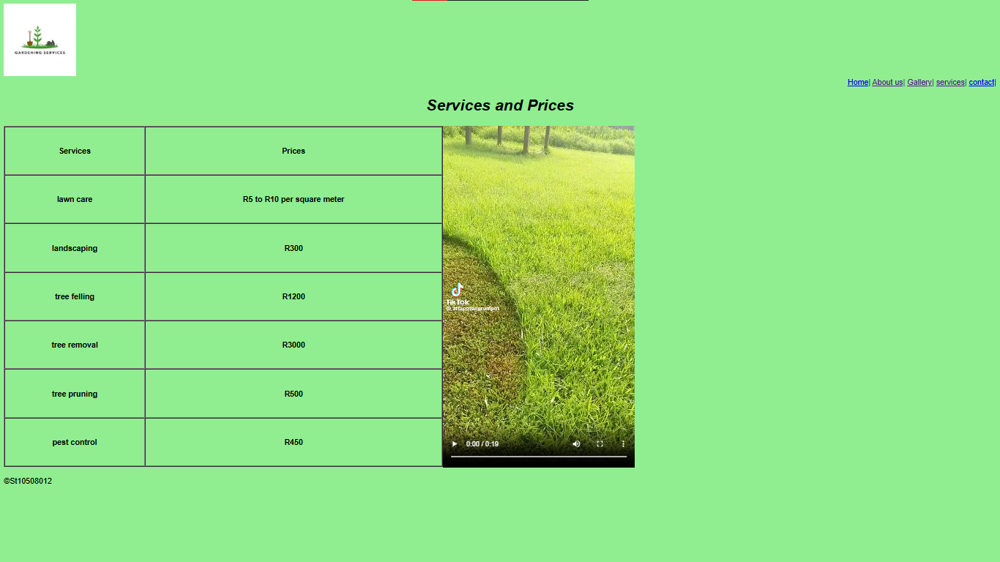 GARDENING SERVICES
Home| About us| Gallery| services| contact|
Services and Prices
Services Prices
lawn care R5 to R10 per square meter
landscaping R300
tree felling R1200
tree removal R3000
tree pruning R500
pest control R450
TikTok
0:00 / 0:19
©St10508012